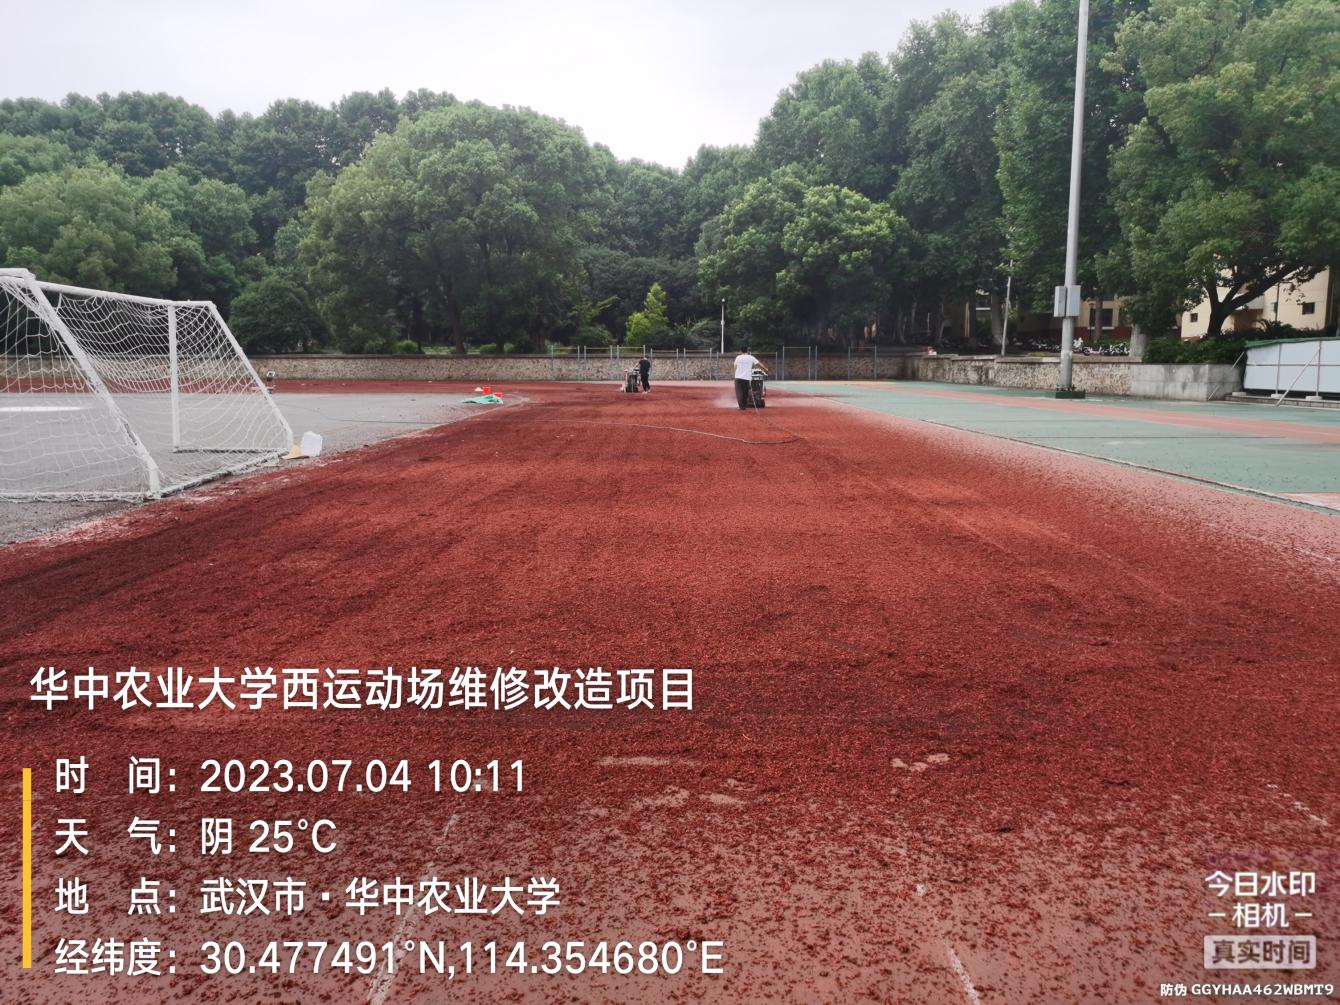 华中农业大学西运动场维修改造项目
时 间：2023.07.04 10:11
天 气：阴 25°C
地 点：武汉市·华中农业大学
经纬度：30.477491°N,114.354680°E
今日水印
-相机-
真实时间
防伪 GGYHAA462WBMT9